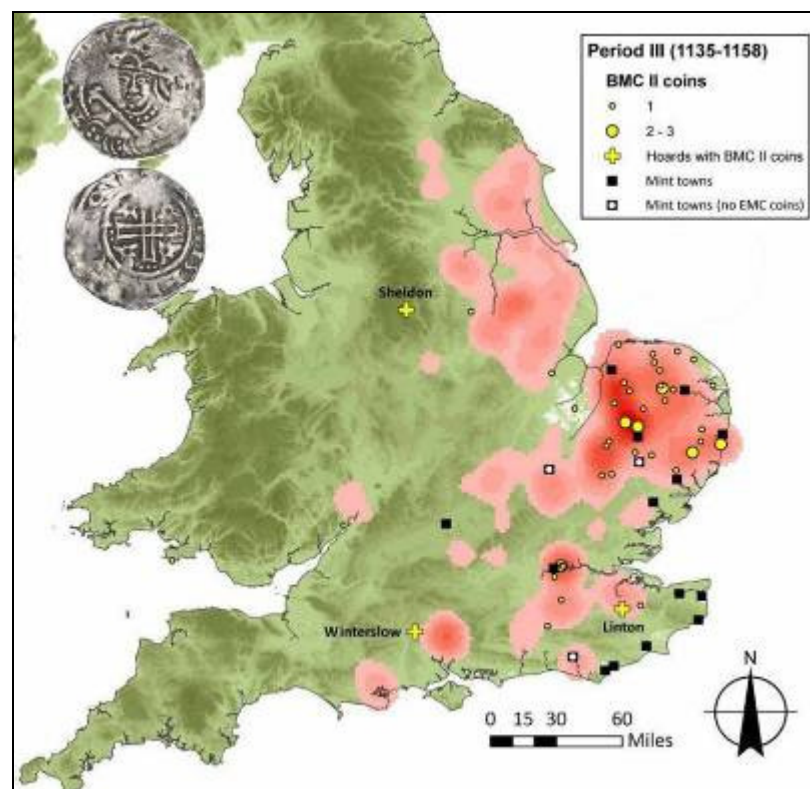 Period III (1135-1158)
BMC II coins
1
2 - 3
Hoards with BMC II coins
Mint towns
Mint towns (no EMC coins)
Sheldon
Winterslow
Linton
N
0 15 30 60
Miles